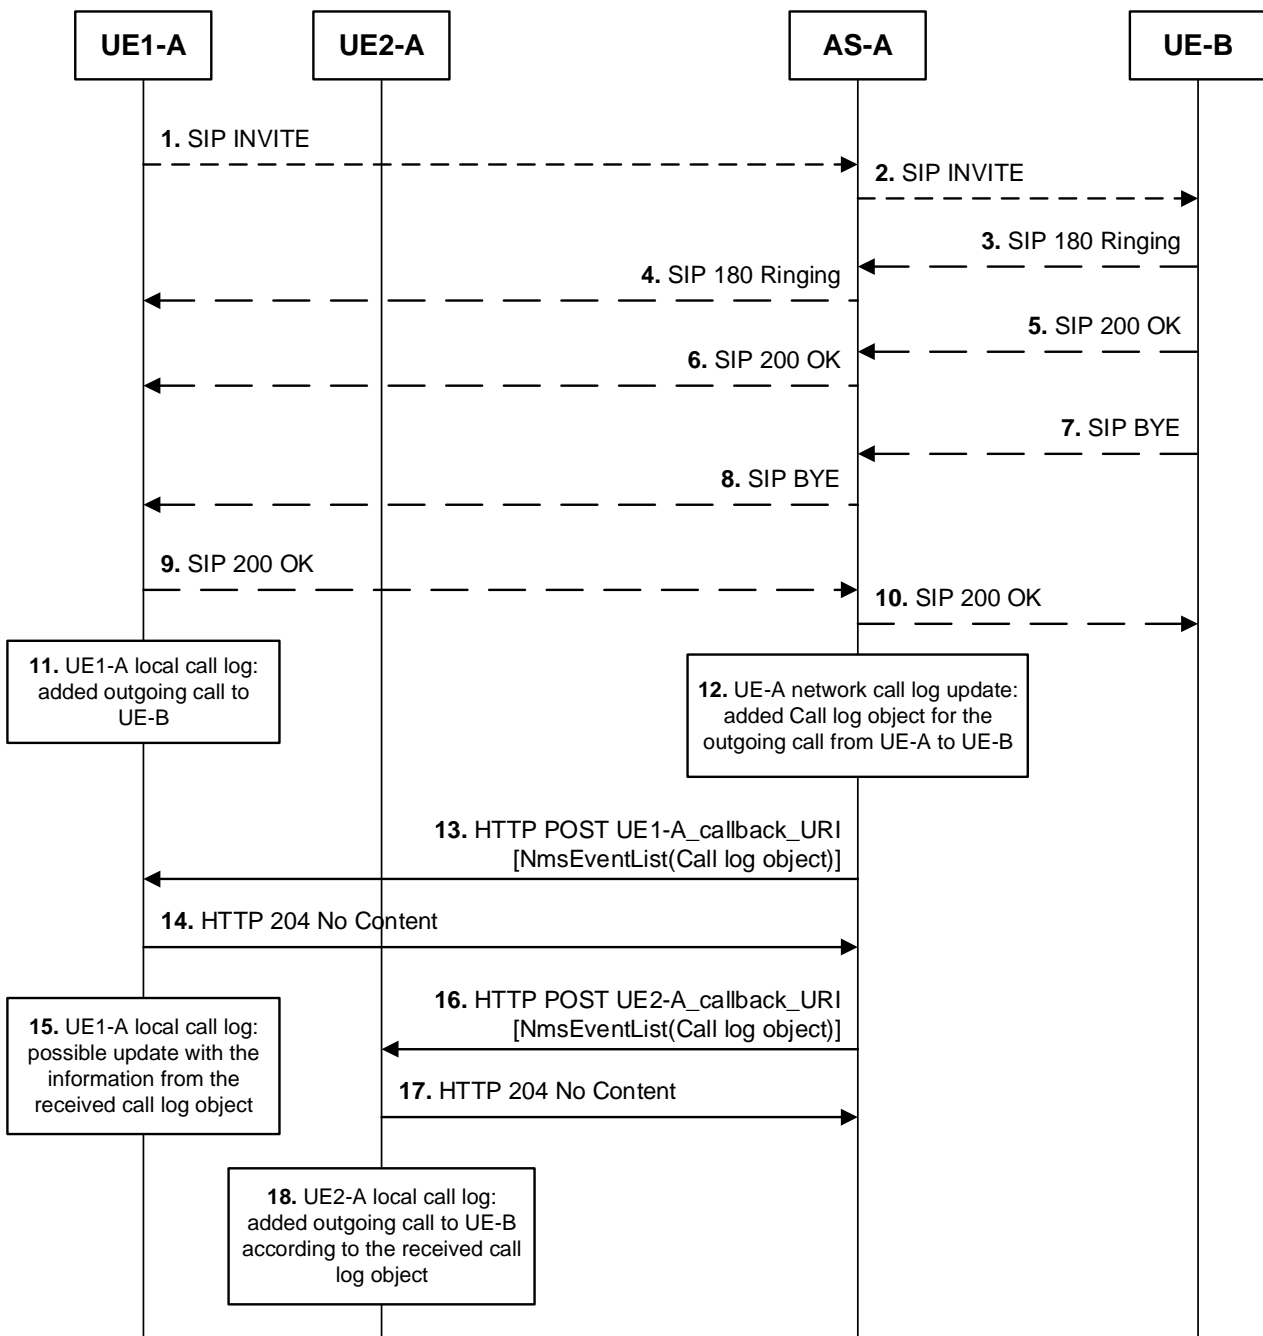 UE1-A
UE2-A
AS-A
UE-B
1. SIP INVITE
2. SIP INVITE
3. SIP 180 Ringing
4. SIP 180 Ringing
5. SIP 200 OK
6. SIP 200 OK
7. SIP BYE
8. SIP BYE
9. SIP 200 OK
10. SIP 200 OK
11. UE1-A local call log:
added outgoing call to
UE-B
12. UE-A network call log update:
added Call log object for the
outgoing call from UE-A to UE-B
13. HTTP POST UE1-A_callback_URI
[NmsEventList(Call log object)]
14. HTTP 204 No Content
15. UE1-A local call log:
possible update with the
information from the
received call log object
16. HTTP POST UE2-A_callback_URI
[NmsEventList(Call log object)]
17. HTTP 204 No Content
18. UE2-A local call log:
added outgoing call to UE-B
according to the received call
log object